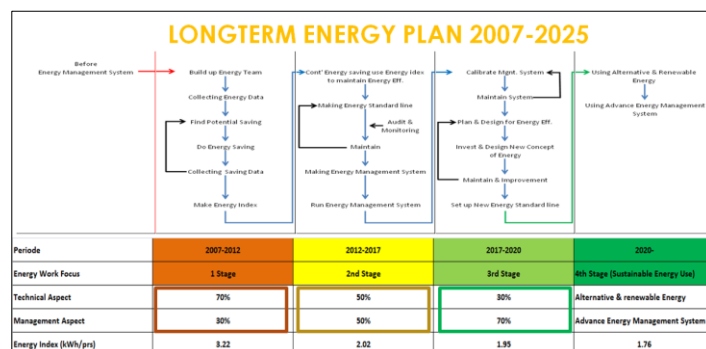 LONGTERM ENERGY PLAN 2007-2025
Before
Energy Management System
Build up Energy Team
Collecting Energy Data
Find Potential Saving
Do Energy Saving
Collecting Saving Data
Make Energy Index
Cont' Energy saving use Energy idex
to maintain Energy Eff.
Making Energy Standard line
Audit &
Monitoring
Maintain
Making Energy Management System
Run Energy Management System
Calibrate Mgnt. System
Maintain System
Plan & Design for Energy Eff.
Invest & Design New Concept
of Energy
Maintain & Improvement
Set up New Energy Standard line
Using Alternative & Renewable
Energy
Using Advance Energy Management
System
Periode 2007-2012 2012-2017 2017-2020 2020-
Energy Work Focus 1 Stage 2nd Stage 3rd Stage 4th Stage (Sustainable Energy Use)
Technical Aspect 70% 50% 30% Alternative & renewable Energy
Management Aspect 30% 50% 70% Advance Energy Management System
Energy Index (kWh/prs) 3.22 2.02 1.95 1.76